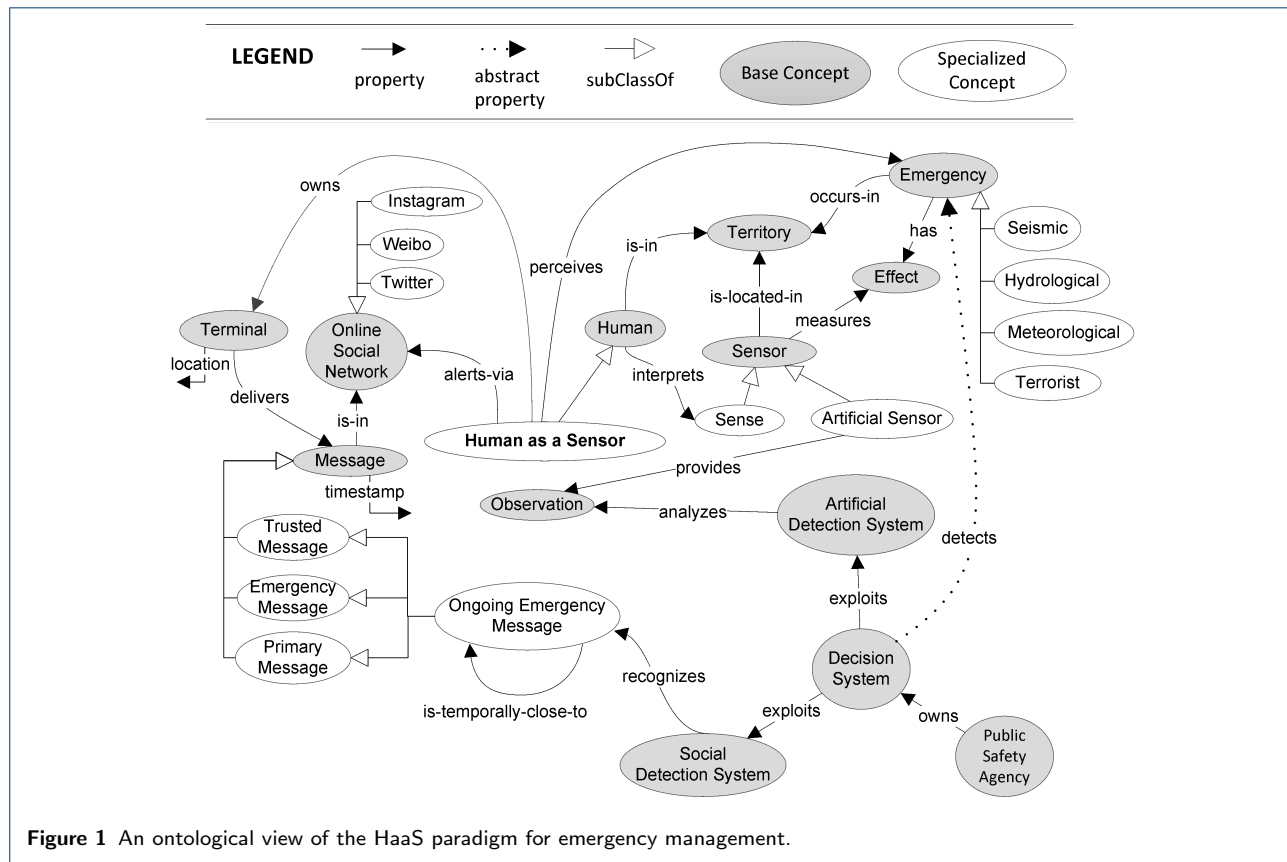 LEGEND
property
abstract
property
subClassOf
Base Concept
Specialized
Concept
owns
Instagram
Weibo
Twitter
perceives
Emergency
occurs-in
has
is-in
Territory
Effect
Seismic
Hydrological
Meteorological
Terrorist
is-located-in
measures
Terminal
location
delivers
Online
Social
Network
alerts-via
Human
interprets
Sensor
Sense
Artificial Sensor
is-in
Human as a Sensor
Message
timestamp
provides
Observation
analyzes
Artificial
Detection System
detects
Trusted
Message
Emergency
Message
Primary
Message
Ongoing Emergency
Message
is-temporally-close-to
recognizes
exploits
Decision
System
exploits
owns
Public
Safety
Agency
Social
Detection System
Figure 1 An ontological view of the HaaS paradigm for emergency management.